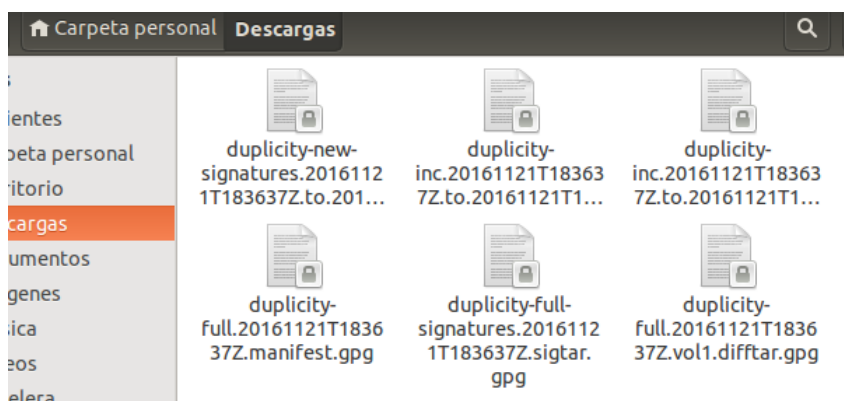 Carpeta personal Descargas
ientes
peta personal
ritorio
cargas
umentos
genes
sica
eos
elera
duplicity-new-
signatures.2016112
1T183637Z.to.201...
duplicity-
inc.20161121T18363
7Z.to.20161121T1...
duplicity-
inc.20161121T18363
7Z.to.20161121T1...
duplicity-
full.20161121T1836
37Z.manifest.gpg
duplicity-full-
signatures.2016112
1T183637Z.sigtar.
gpg
duplicity-
full.20161121T1836
37Z.vol1.difftar.gpg